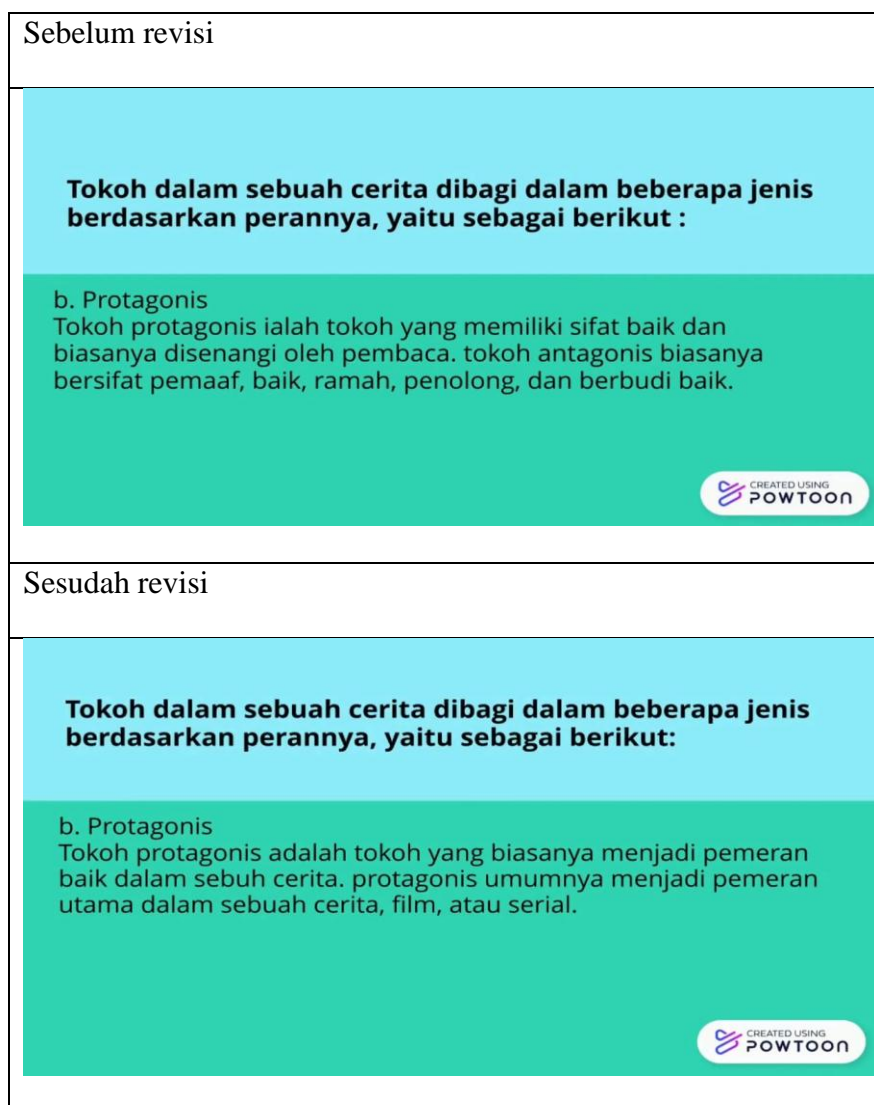 Sebelum revisi
Tokoh dalam sebuah cerita dibagi dalam beberapa jenis
berdasarkan perannya, yaitu sebagai berikut :
b. Protagonis
Tokoh protagonis ialah tokoh yang memiliki sifat baik dan
biasanya disenangi oleh pembaca. tokoh antagonis biasanya
bersifat pemaaf, baik, ramah, penolong, dan berbudi baik.
CREATED USING
POWTOON
Sesudah revisi
Tokoh dalam sebuah cerita dibagi dalam beberapa jenis
berdasarkan perannya, yaitu sebagai berikut:
b. Protagonis
Tokoh protagonis adalah tokoh yang biasanya menjadi pemeran
baik dalam sebuh cerita. protagonis umumnya menjadi pemeran
utama dalam sebuah cerita, film, atau serial.
CREATED USING
POWTOON